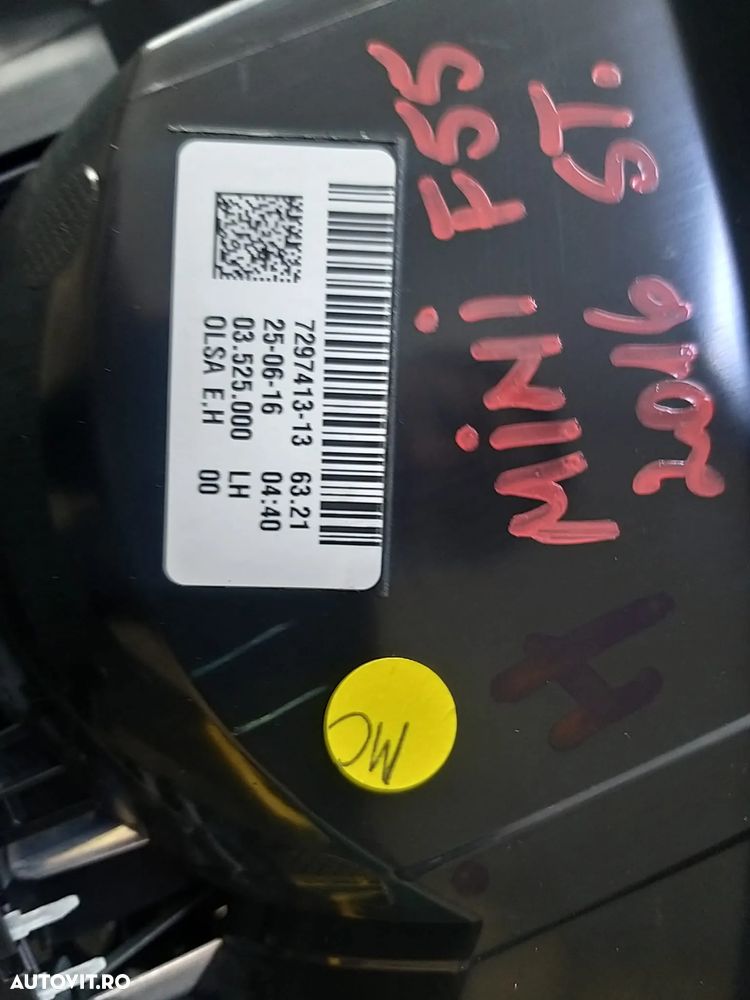 7297413-13 63.21
25-06-16 04:40
03.525.000 LH
OLSA E.H 00
MINI F55
2016 ST.
H
MC
AUTOVIT.RO